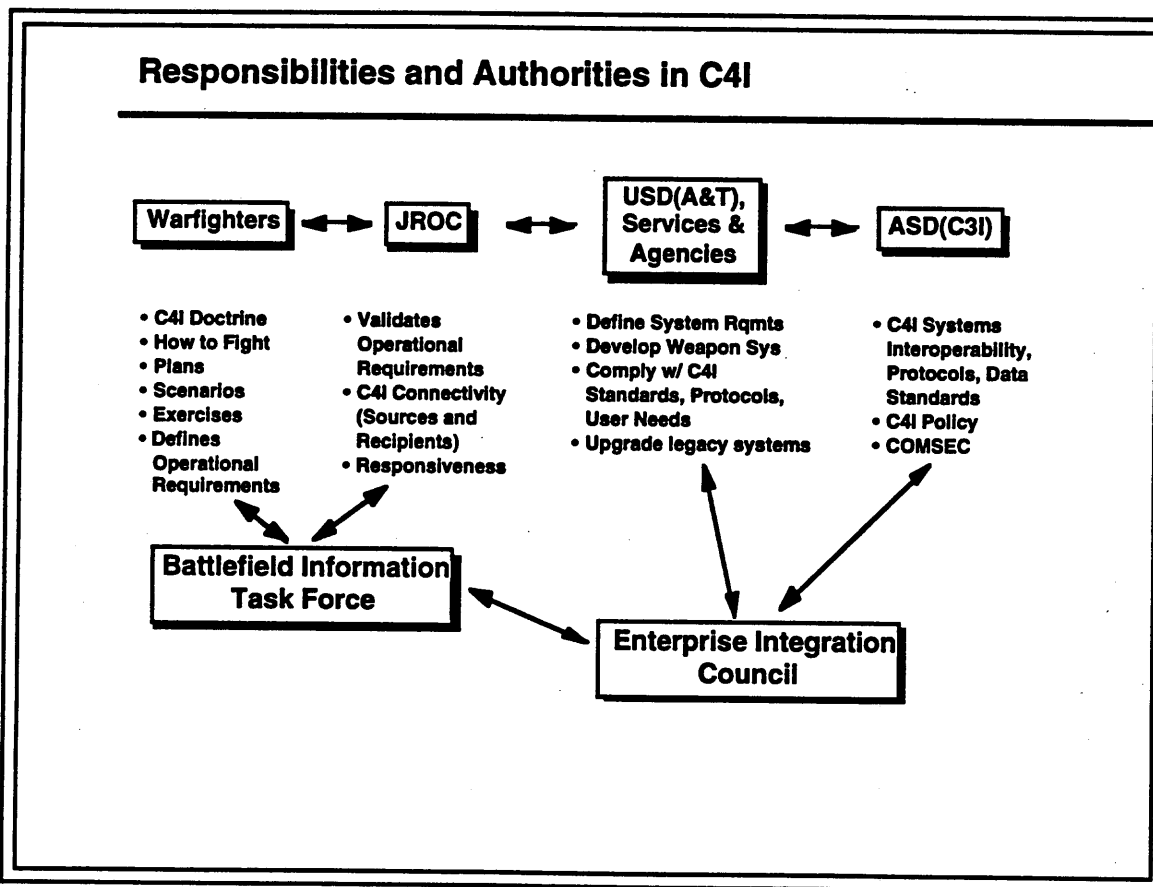 Responsibilities and Authorities in C4I
Warfighters
JROC
USD(A&T),
Services &
Agencies
ASD(C3I)
• C4I Doctrine
• How to Fight
• Plans
• Scenarios
• Exercises
• Defines
Operational
Requirements
• Validates
Operational
Requirements
• C4I Connectivity
(Sources and
Recipients)
• Responsiveness
• Define System Rqmts
• Develop Weapon Sys
• Comply w/ C4I
Standards, Protocols,
User Needs
• Upgrade legacy systems
• C4I Systems
Interoperability,
Protocols, Data
Standards
• C4I Policy
• COMSEC
Battlefield Information
Task Force
Enterprise Integration
Council